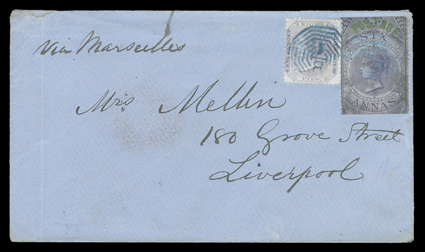 via Marseilles
SIX
ANNAS
Mrs Mellin
180 Grove Street
Liverpool